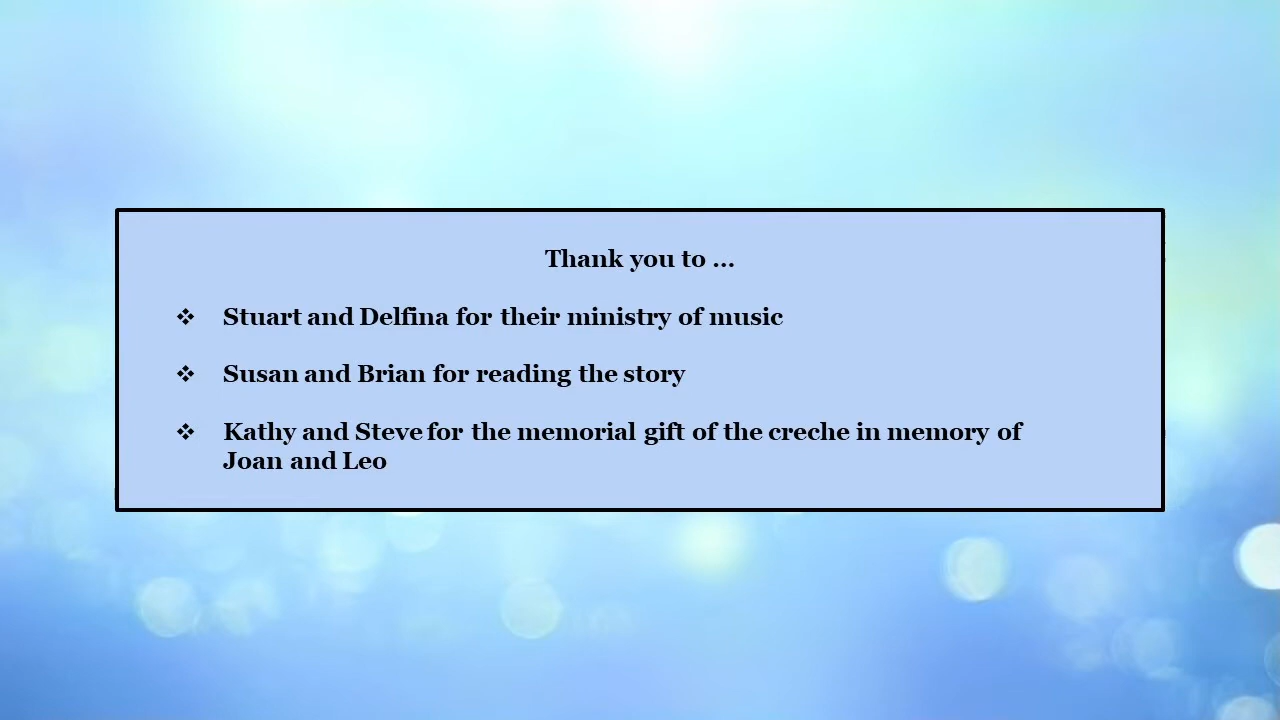 Thank you to ...
❖ Stuart and Delfina for their ministry of music
❖ Susan and Brian for reading the story
❖ Kathy and Steve for the memorial gift of the creche in memory of
Joan and Leo